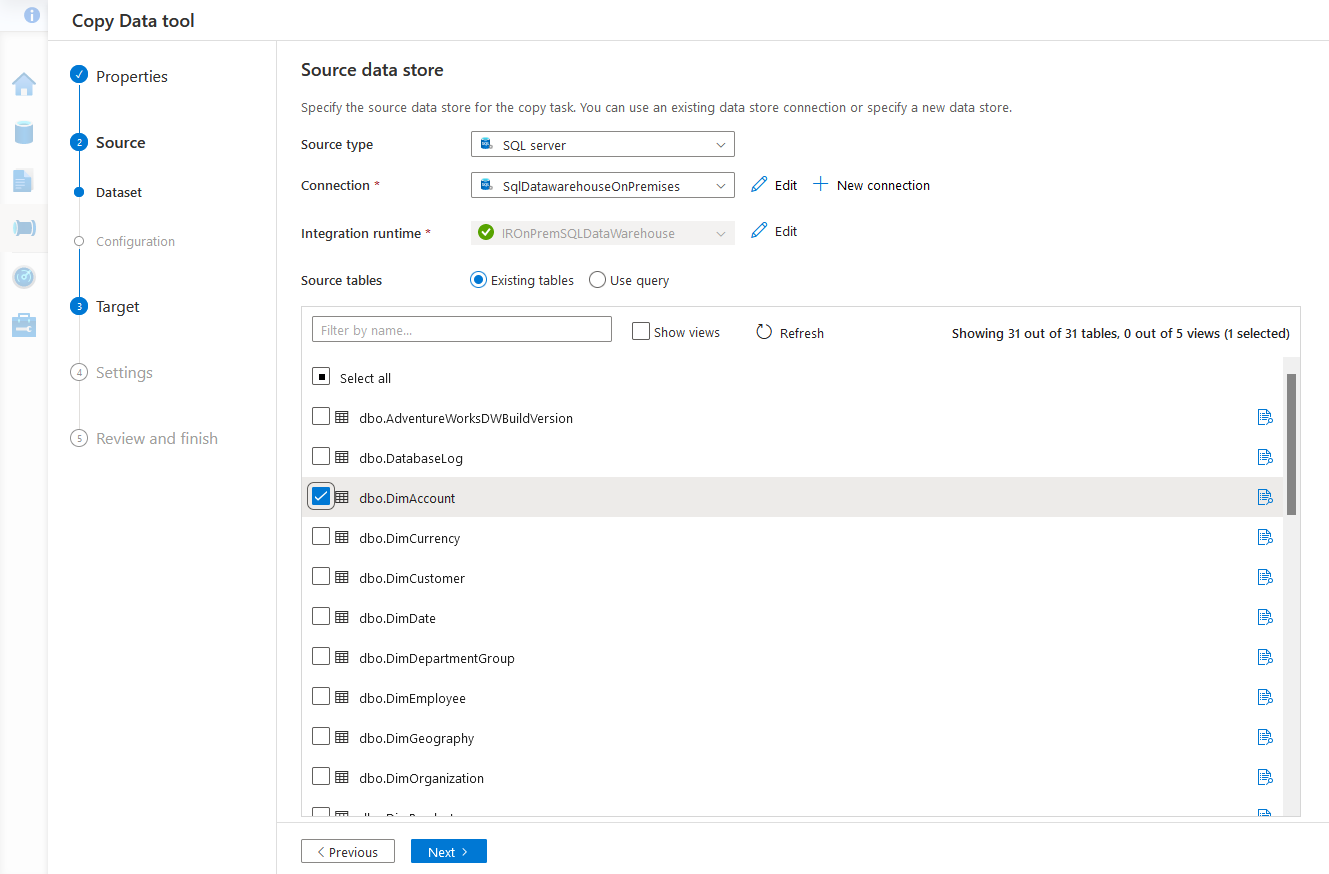 Copy Data tool
Properties
2 Source
Dataset
Configuration
3 Target
4 Settings
5 Review and finish
Source data store
Specify the source data store for the copy task. You can use an existing data store connection or specify a new data store.
Source type SQL server
Connection * SqlDatawarehouseOnPremises Edit New connection
Integration runtime * IROnPremSQLDataWarehouse Edit
Source tables Existing tables Use query
Filter by name... Show views Refresh Showing 31 out of 31 tables, 0 out of 5 views (1 selected)
Select all
dbo.AdventureWorksDWBuildVersion
dbo.DatabaseLog
dbo.DimAccount
dbo.DimCurrency
dbo.DimCustomer
dbo.DimDate
dbo.DimDepartmentGroup
dbo.DimEmployee
dbo.DimGeography
dbo.DimOrganization
Previous Next